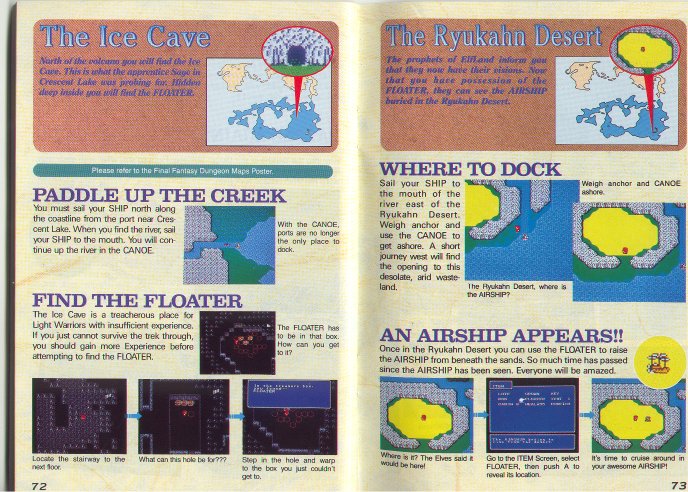 The Ice Cave
North of the volcano you will find the Ice
Cave. This is what the apprentice Sage in
Crescent Lake was probing for. Hidden
deep inside you will find the FLOATER.
Please refer to the Final Fantasy Dungeon Maps Poster.
PADDLE UP THE CREEK
You must sail your SHIP north along
the coastline from the port near Cres-
cent Lake. When you find the river, sail
your SHIP to the mouth. You will con-
tinue up the river in the CANOE.
With the CANOE,
ports are no longer
the only place to
dock.
FIND THE FLOATER
The Ice Cave is a treacherous place for
Light Warriors with insufficient experience.
If you just cannot survive the trek through,
you should gain more Experience before
attempting to find the FLOATER.
The FLOATER has
to be in that box.
How can you get
to it?
In the treasure box,
FLOATER
Locate the stairway to the
next floor.
What can this hole be for???
Step in the hole and warp
to the box you just couldn't
get to.
72
The Ryukahn Desert
The prophets of Elfland inform you
that they now have their visions. Now
that you have possession of the
FLOATER, they can see the AIRSHIP
buried in the Ryukahn Desert.
WHERE TO DOCK
Sail your SHIP to
the mouth of the
river east of the
Ryukahn Desert.
Weigh anchor and
use the CANOE to
get ashore. A short
journey west will find
the opening to this
desolate, arid waste-
land.
Weigh anchor and CANOE
ashore.
The Ryukahn Desert, where is
the AIRSHIP?
AN AIRSHIP APPEARS!!
Once in the Ryukahn Desert you can use the FLOATER to raise
the AIRSHIP from beneath the sands. So much time has passed
since the AIRSHIP has been seen. Everyone will be amazed.
ITEM
Where is it? The Elves said it
would be here!
Go to the ITEM Screen, select
FLOATER, then push A to
reveal its location.
It's time to cruise around in
your awesome AIRSHIP!
73